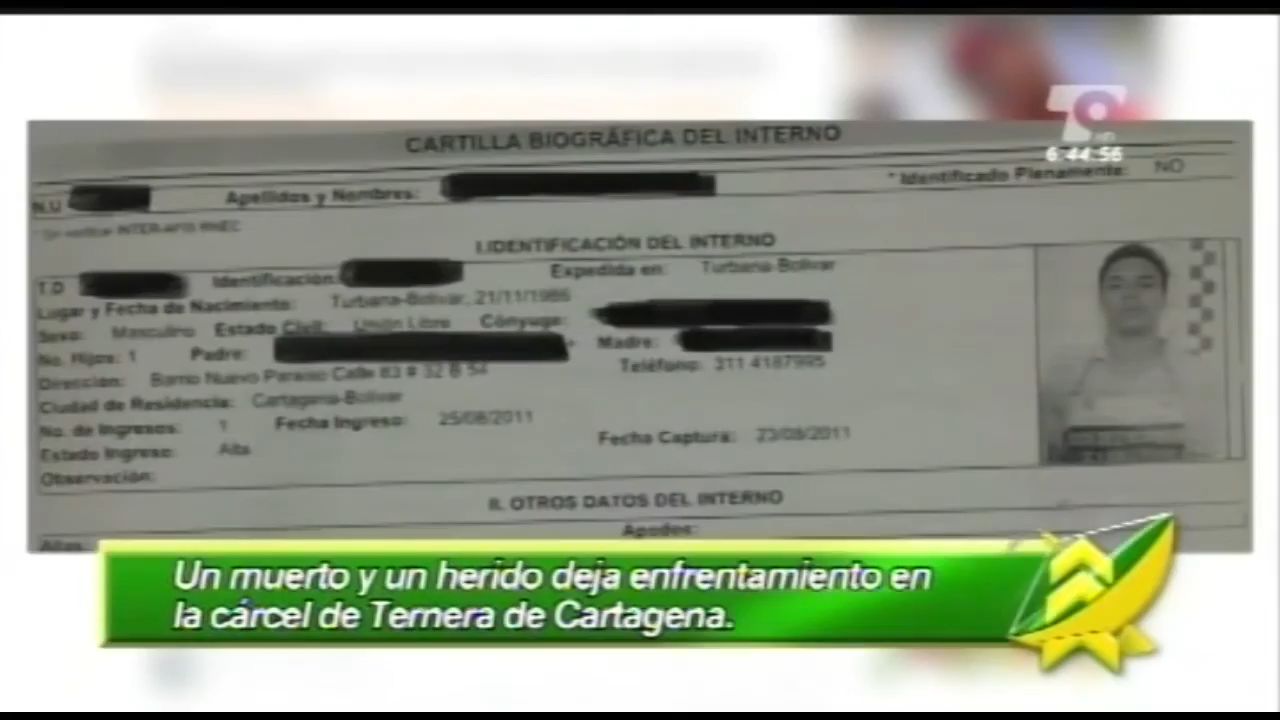 HD
6:44:56
CARTILLA BIOGRÁFICA DEL INTERNO
N.U Apellidos y Nombres: * Identificado Plenamente: NO
I.IDENTIFICACIÓN DEL INTERNO
T.D Identificación: Expedida en: Turbana-Bolivar
Lugar y Fecha de Nacimiento: Turbana-Bolivar, 21/11/1986
Sexo: Masculino Estado Civil: Unión Libre Cónyuge:
No. Hijos: 1 Padre: Madre:
Dirección: Barrio Nuevo Paraiso Calle 83 # 32 B 54 Teléfono: 311 4187995
Ciudad de Residencia: Cartagena-Bolivar
No. de Ingresos: 1 Fecha Ingreso: 25/08/2011 Fecha Captura: 23/08/2011
Estado Ingreso: Alta
Observación:
II. OTROS DATOS DEL INTERNO
Alias: Apodos:
Un muerto y un herido deja enfrentamiento en
la cárcel de Ternera de Cartagena.